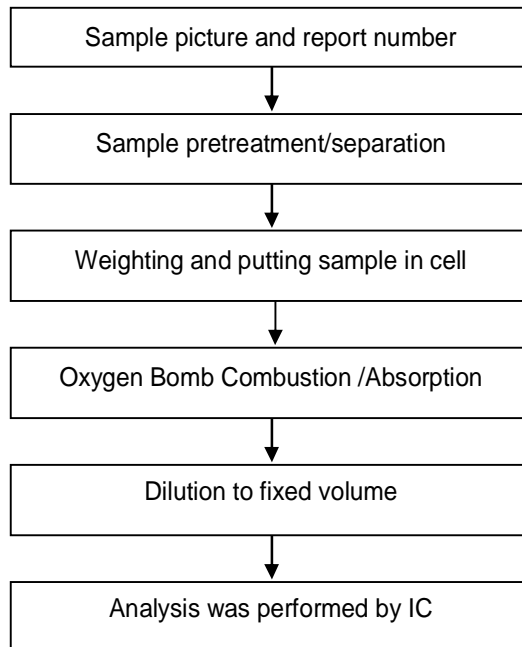 Sample picture and report number
Sample pretreatment/separation
Weighting and putting sample in cell
Oxygen Bomb Combustion /Absorption
Dilution to fixed volume
Analysis was performed by IC